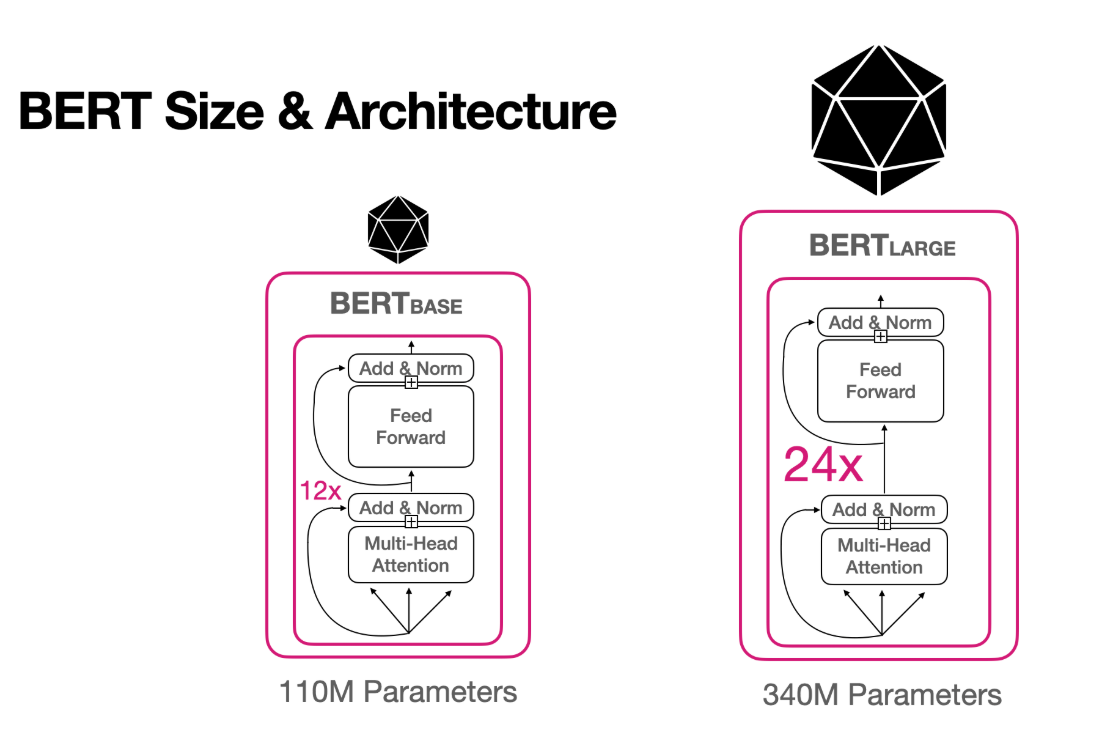 BERT Size & Architecture
BERTBASE
Add & Norm
Feed
Forward
12x
Add & Norm
Multi-Head
Attention
110M Parameters
BERTLARGE
Add & Norm
Feed
Forward
24x
Add & Norm
Multi-Head
Attention
340M Parameters